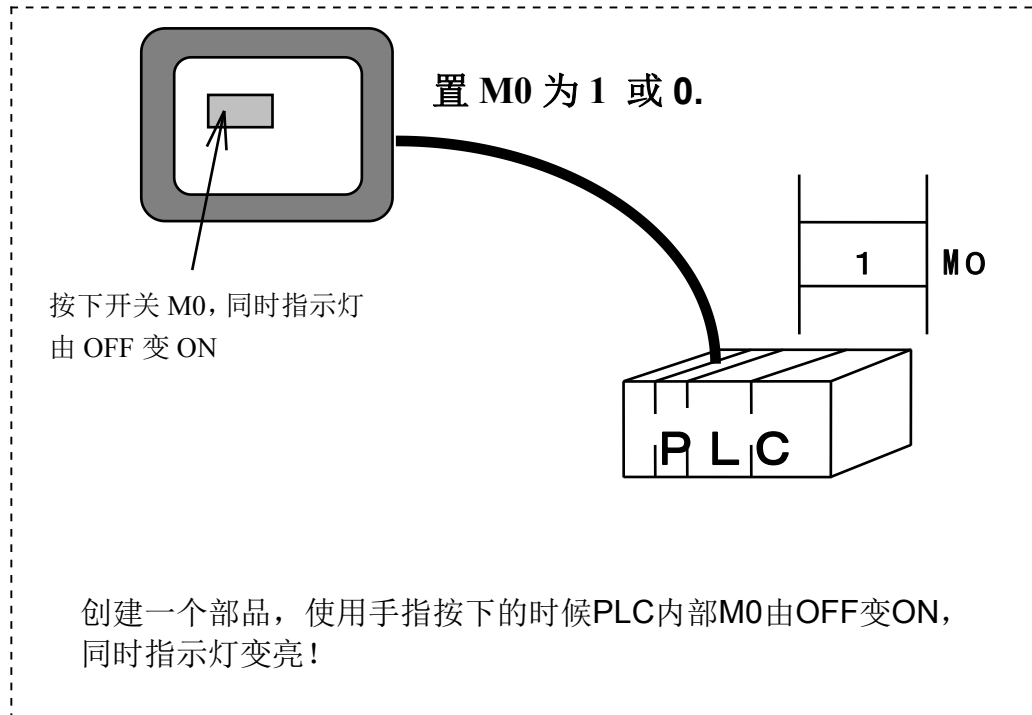 置 M0 为 1 或 0.
1 M0
按下开关 M0，同时指示灯
由 OFF 变 ON
PLC
创建一个部品，使用手指按下的时候PLC内部M0由OFF变ON，
同时指示灯变亮！